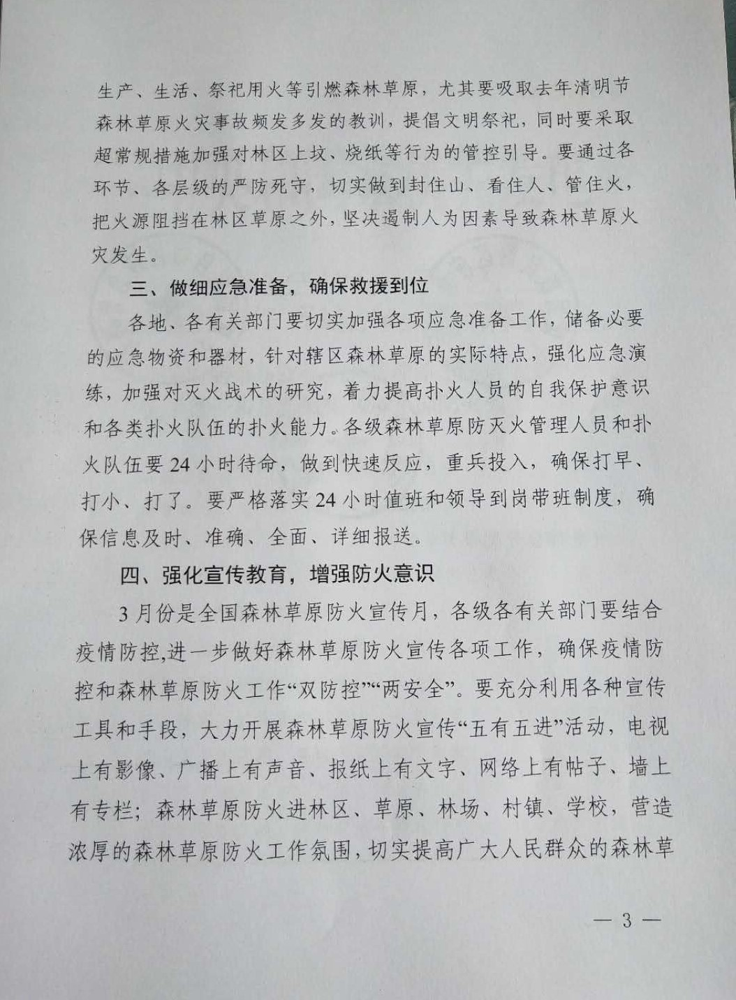 生产、生活、祭祀用火等引燃森林草原，尤其要吸取去年清明节
森林草原火灾事故频发多发的教训，提倡文明祭祀，同时要采取
超常规措施加强对林区上坟、烧纸等行为的管控引导。要通过各
环节、各层级的严防死守，切实做到封住山、看住人、管住火，
把火源阻挡在林区草原之外，坚决遏制人为因素导致森林草原火
灾发生。
三、做细应急准备，确保救援到位
各地、各有关部门要切实加强各项应急准备工作，储备必要
的应急物资和器材，针对辖区森林草原的实际特点，强化应急演
练，加强对灭火战术的研究，着力提高扑火人员的自我保护意识
和各类扑火队伍的扑火能力。各级森林草原防灭火管理人员和扑
火队伍要 24 小时待命，做到快速反应，重兵投入，确保打早、
打小、打了。要严格落实 24 小时值班和领导到岗带班制度，确
保信息及时、准确、全面、详细报送。
四、强化宣传教育，增强防火意识
3 月份是全国森林草原防火宣传月，各级各有关部门要结合
疫情防控,进一步做好森林草原防火宣传各项工作，确保疫情防
控和森林草原防火工作“双防控”“两安全”。要充分利用各种宣传
工具和手段，大力开展森林草原防火宣传“五有五进”活动，电视
上有影像、广播上有声音、报纸上有文字、网络上有帖子、墙上
有专栏；森林草原防火进林区、草原、林场、村镇、学校，营造
浓厚的森林草原防火工作氛围，切实提高广大人民群众的森林草
— 3 —